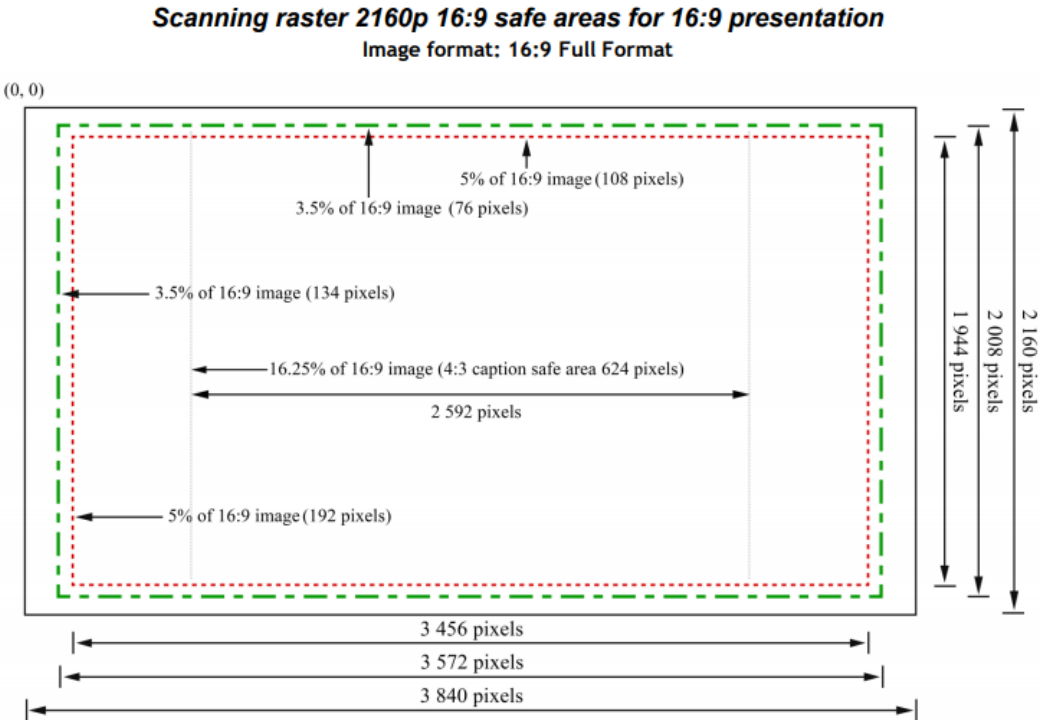 Scanning raster 2160p 16:9 safe areas for 16:9 presentation
Image format: 16:9 Full Format
(0, 0)
5% of 16:9 image (108 pixels)
3.5% of 16:9 image (76 pixels)
3.5% of 16:9 image (134 pixels)
16.25% of 16:9 image (4:3 caption safe area 624 pixels)
2 592 pixels
5% of 16:9 image (192 pixels)
1 944 pixels
2 008 pixels
2 160 pixels
3 456 pixels
3 572 pixels
3 840 pixels